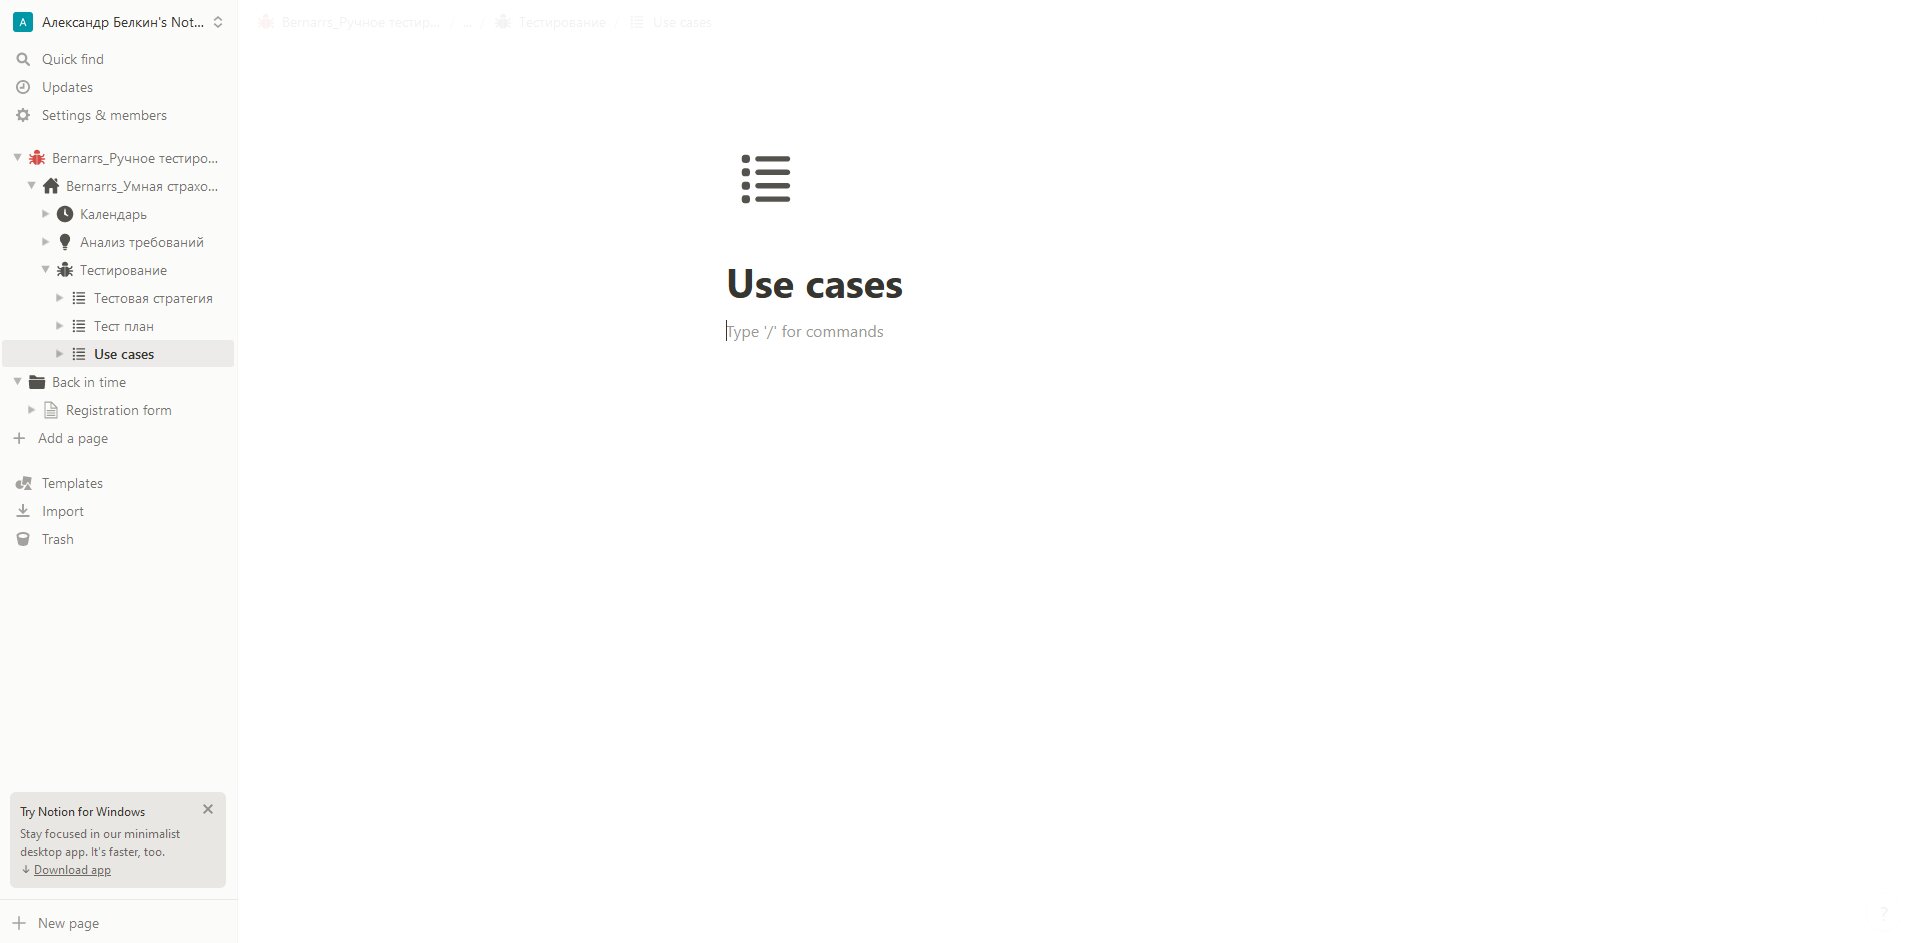 A Александр Белкин's Not...
Quick find
Updates
Settings & members
Bernarrs_Ручное тестиро...
Bernarrs_Умная страхо...
Календарь
Анализ требований
Тестирование
Тестовая стратегия
Тест план
Use cases
Back in time
Registration form
Add a page
Templates
Import
Trash
Try Notion for Windows
Stay focused in our minimalist
desktop app. It's faster, too.
Download app
New page
Bernarrs_Ручное тестир... / ... / Тестирование / Use cases
Use cases
Type '/' for commands
?